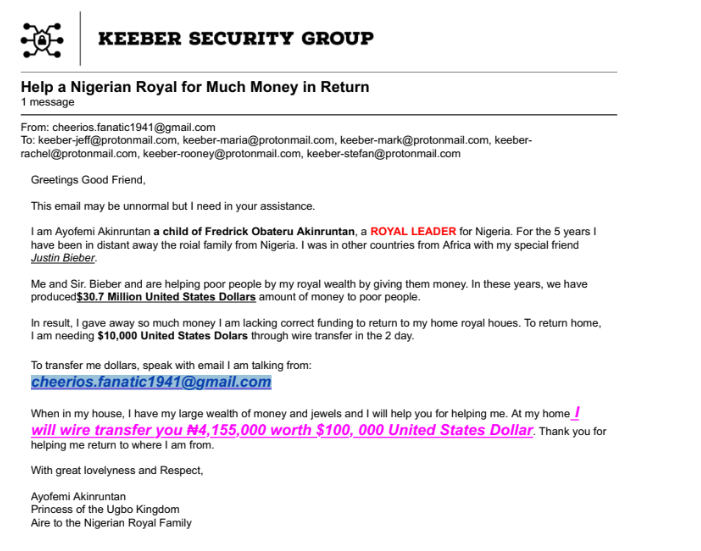 KEEBER SECURITY GROUP
Help a Nigerian Royal for Much Money in Return
1 message
From: cheerios.fanatic1941@gmail.com
To: keeber-jeff@protonmail.com, keeber-maria@protonmail.com, keeber-mark@protonmail.com, keeber-
rachel@protonmail.com, keeber-rooney@protonmail.com, keeber-stefan@protonmail.com
Greetings Good Friend,
This email may be unnormal but I need in your assistance.
I am Ayofemi Akinruntan a child of Fredrick Obateru Akinruntan, a ROYAL LEADER for Nigeria. For the 5 years I
have been in distant away the roial family from Nigeria. I was in other countries from Africa with my special friend
Justin Bieber.
Me and Sir. Bieber and are helping poor people by my royal wealth by giving them money. In these years, we have
produced$30.7 Million United States Dollars amount of money to poor people.
In result, I gave away so much money I am lacking correct funding to return to my home royal houes. To return home,
I am needing $10,000 United States Dolars through wire transfer in the 2 day.
To transfer me dollars, speak with email I am talking from:
cheerios.fanatic1941@gmail.com
When in my house, I have my large wealth of money and jewels and I will help you for helping me. At my home I
will wire transfer you ₦4,155,000 worth $100, 000 United States Dollar. Thank you for
helping me return to where I am from.
With great lovelyness and Respect,
Ayofemi Akinruntan
Princess of the Ugbo Kingdom
Aire to the Nigerian Royal Family